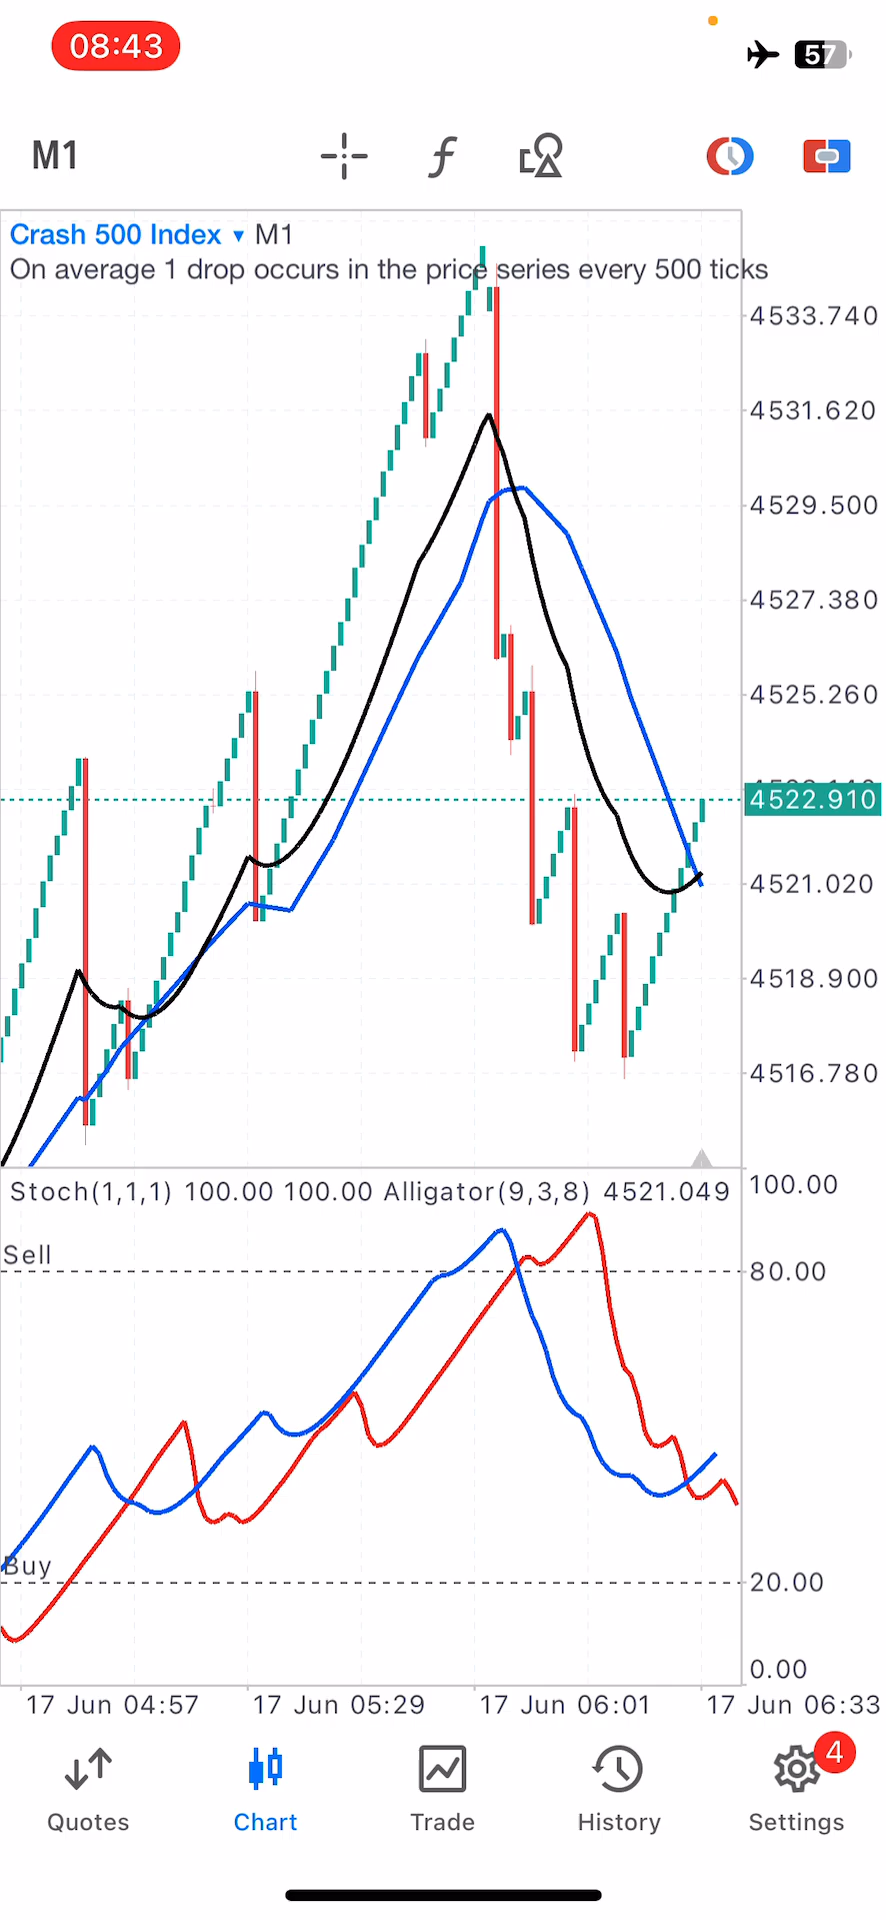 08:43
57
M1
Crash 500 Index ▾ M1
On average 1 drop occurs in the price series every 500 ticks
4533.740
4531.620
4529.500
4527.380
4525.260
4522.910
4521.020
4518.900
4516.780
Stoch(1,1,1) 100.00 100.00 Alligator(9,3,8) 4521.049
100.00
Sell
80.00
Buy
20.00
0.00
17 Jun 04:57 17 Jun 05:29 17 Jun 06:01 17 Jun 06:33
4
Quotes Chart Trade History Settings